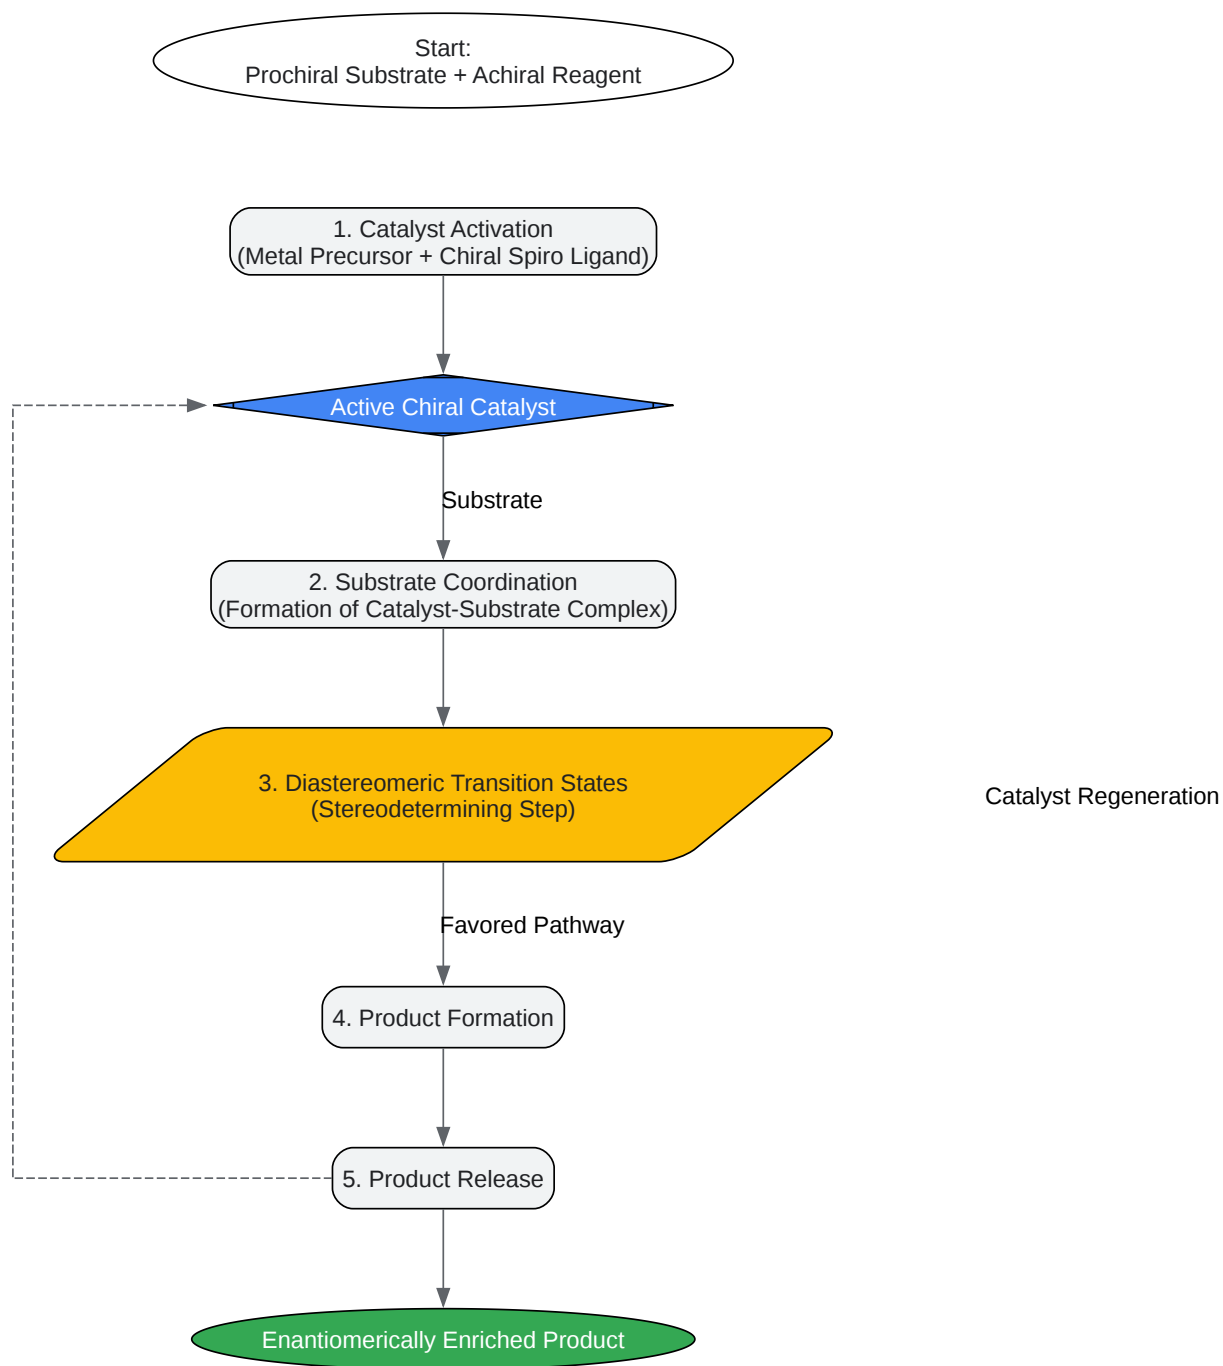 Start:
Prochiral Substrate + Achiral Reagent
1. Catalyst Activation
(Metal Precursor + Chiral Spiro Ligand)
Active Chiral Catalyst
Substrate
2. Substrate Coordination
(Formation of Catalyst-Substrate Complex)
3. Diastereomeric Transition States
(Stereodetermining Step)
Catalyst Regeneration
Favored Pathway
4. Product Formation
5. Product Release
Enantiomerically Enriched Product